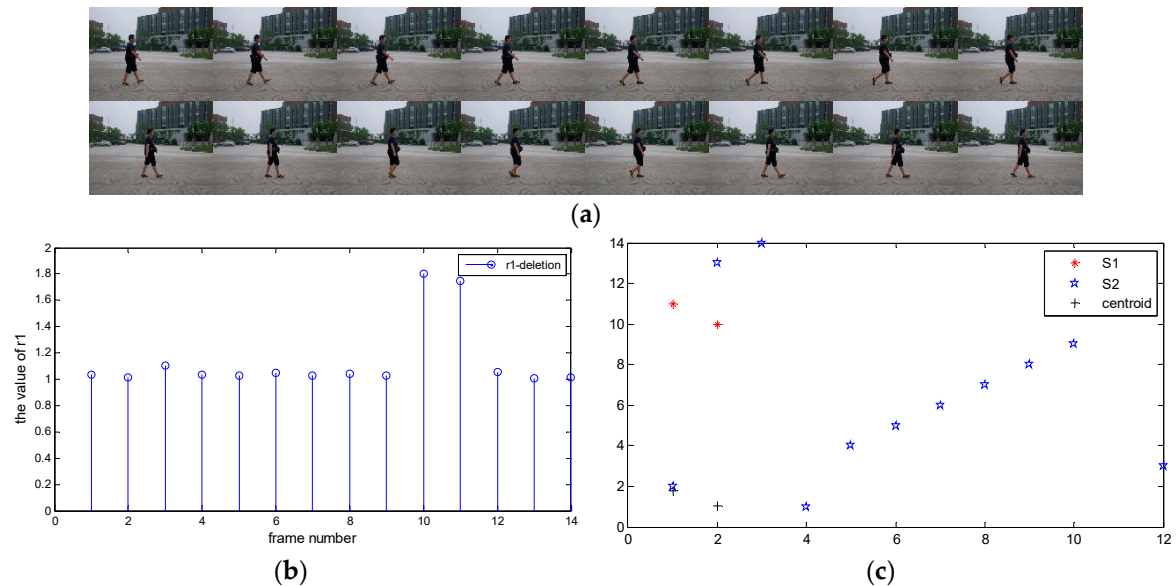 (a)
2
1.8
1.6
1.4
1.2
1
0.8
0.6
0.4
0.2
0
the value of r1
r1-deletion
0 2 4 6 8 10 12 14
frame number
(b)
14
12
10
8
6
4
2
0
S1
S2
centroid
0 2 4 6 8 10 12
(c)